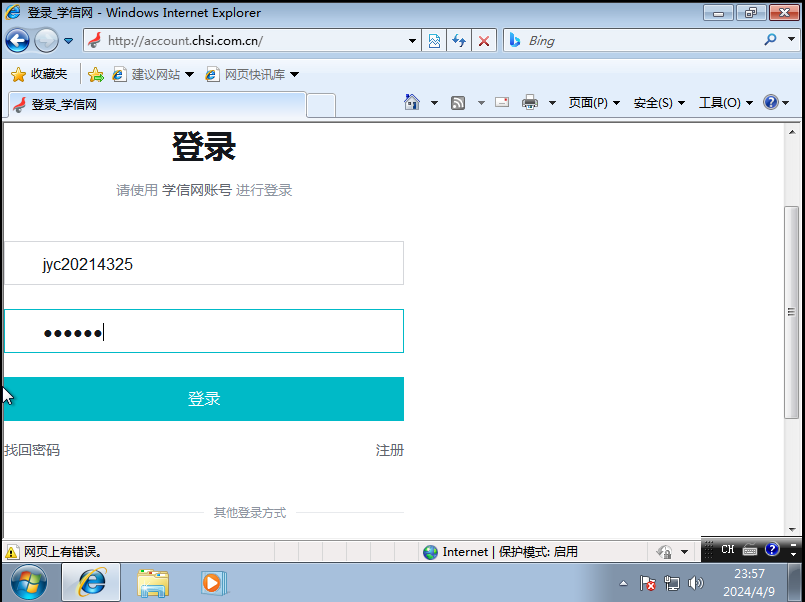 登录_学信网 - Windows Internet Explorer
http://account.chsi.com.cn/
Bing
收藏夹 建议网站 网页快讯库
登录_学信网
页面(P) 安全(S) 工具(O)
登录
请使用 学信网账号 进行登录
jyc20214325
●●●●●●
登录
找回密码 注册
其他登录方式
网页上有错误。 Internet | 保护模式: 启用
CH
23:57
2024/4/9